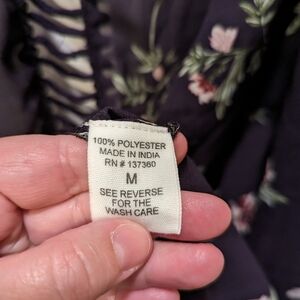 100% POLYESTER
MADE IN INDIA
RN # 137360
M
SEE REVERSE
FOR THE
WASH CARE